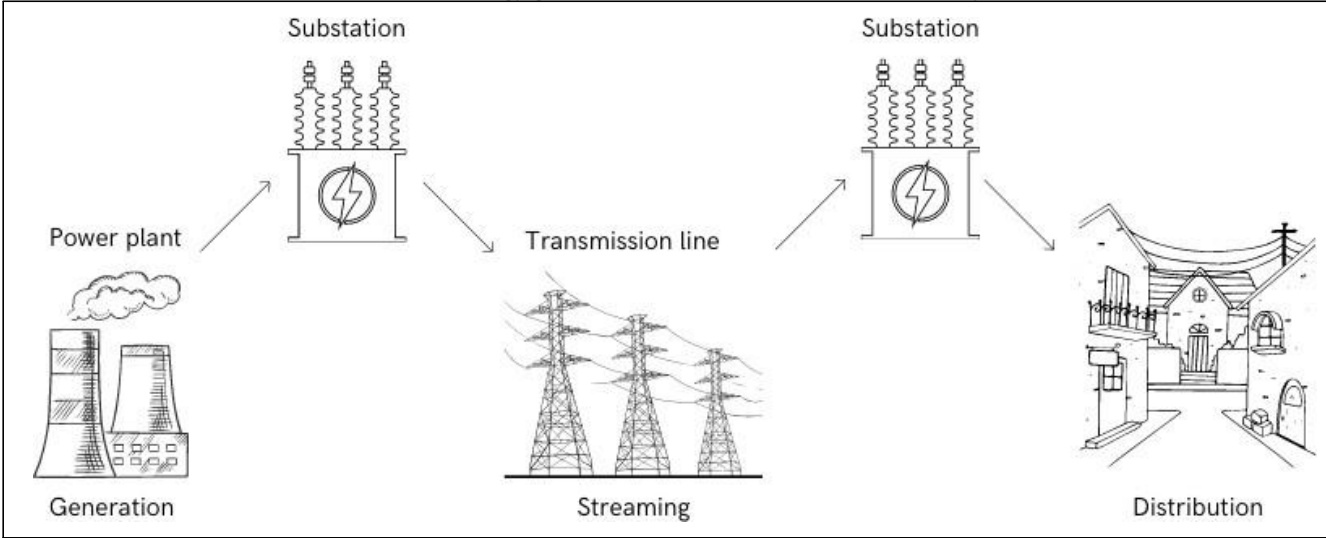 Substation
Substation
Power plant
Transmission line
Generation
Streaming
Distribution